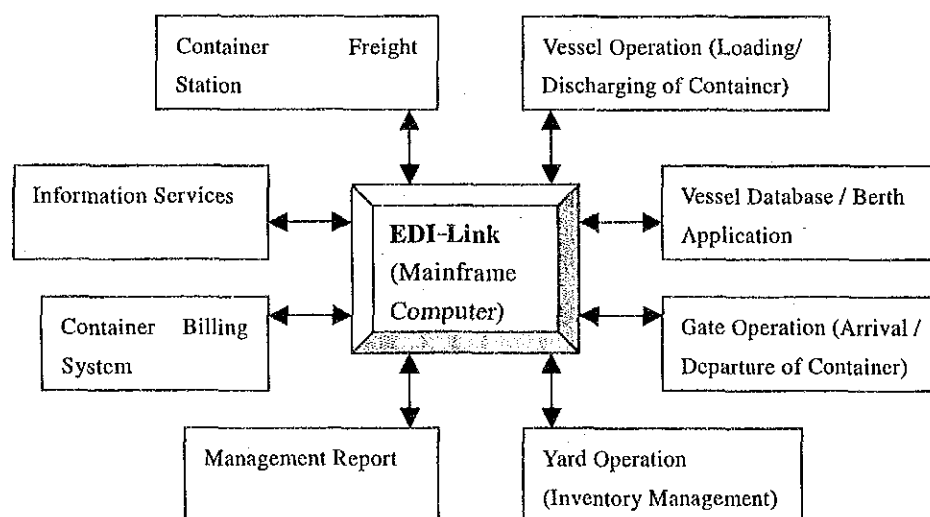 Container Freight
Station
Vessel Operation (Loading/
Discharging of Container)
Information Services
EDI-Link
(Mainframe
Computer)
Vessel Database / Berth
Application
Container Billing
System
Gate Operation (Arrival /
Departure of Container)
Management Report
Yard Operation
(Inventory Management)